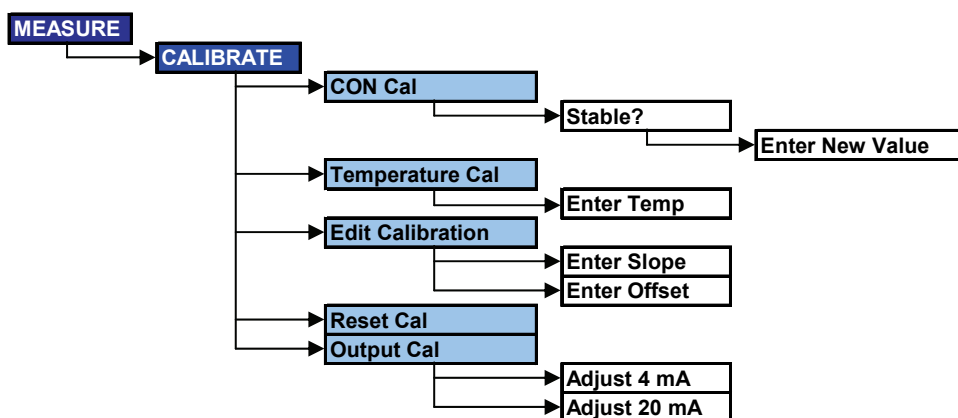 MEASURE
CALIBRATE
CON Cal
Stable?
Enter New Value
Temperature Cal
Enter Temp
Edit Calibration
Enter Slope
Enter Offset
Reset Cal
Output Cal
Adjust 4 mA
Adjust 20 mA